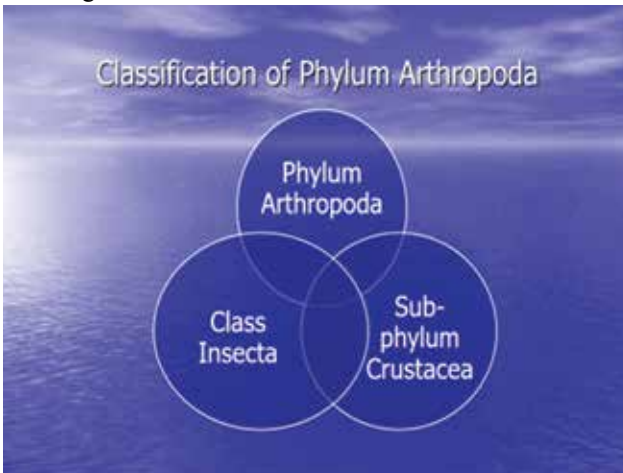 Classification of Phylum Arthropoda
Phylum
Arthropoda
Class
Insecta
Sub-
phylum
Crustacea